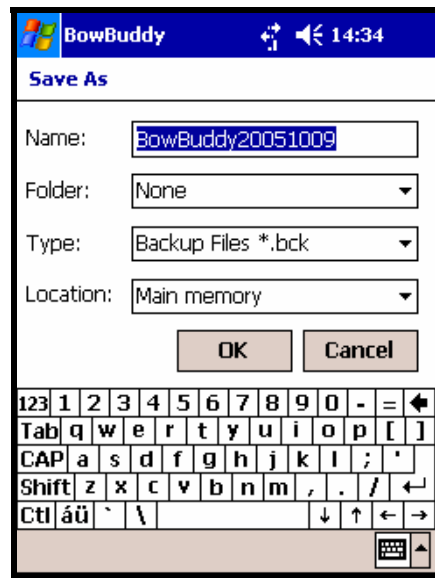 BowBuddy 14:34
Save As
Name: BowBuddy20051009
Folder: None
Type: Backup Files *.bck
Location: Main memory
OK Cancel
123 1 2 3 4 5 6 7 8 9 0 - =
Tab q w e r t y u i o p [ ]
CAP a s d f g h j k l ; '
Shift z x c v b n m , . /
Ctl áü ` \ ↓ ↑ ← →